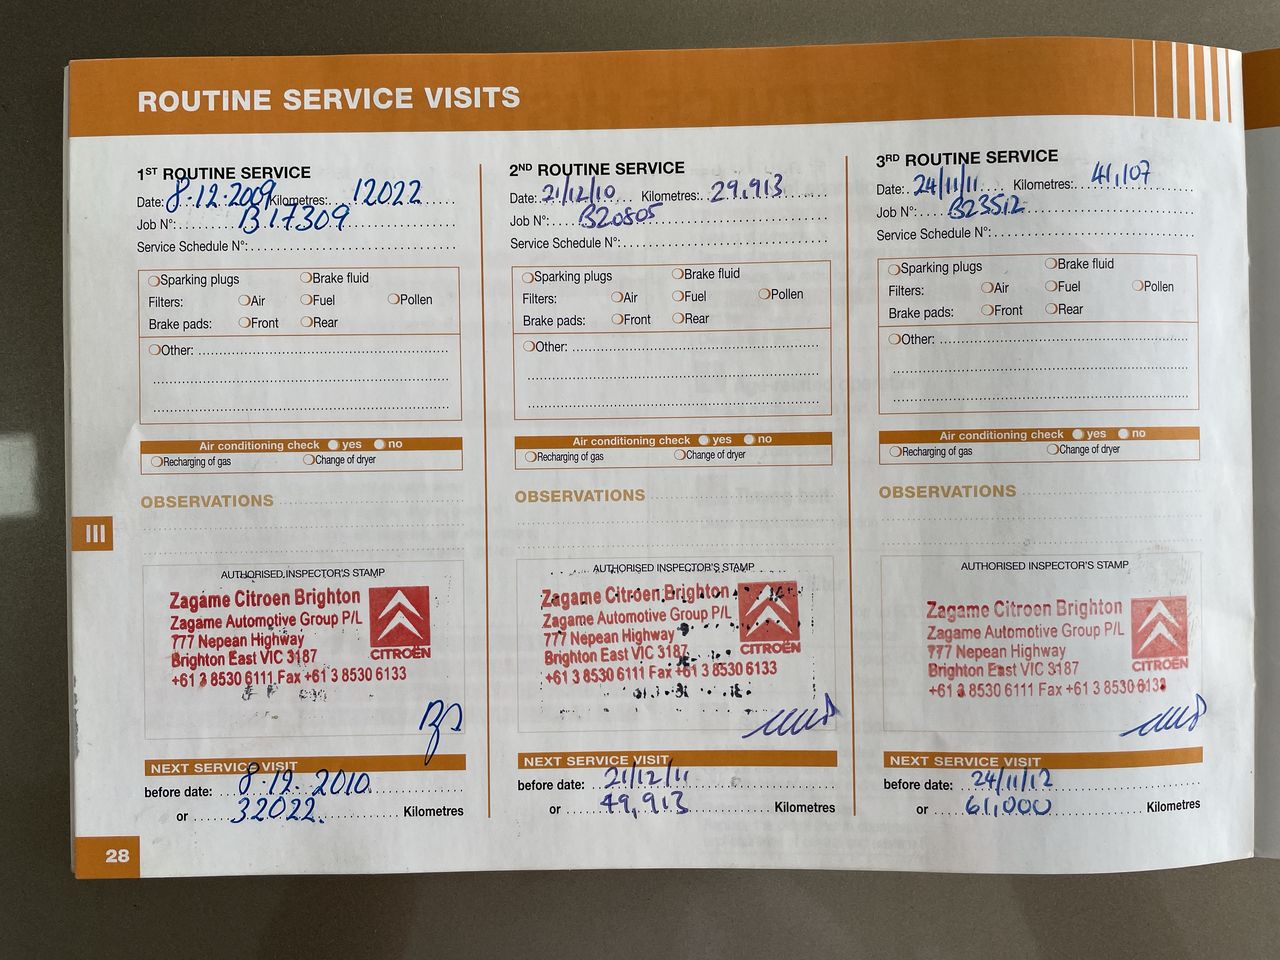 ROUTINE SERVICE VISITS
1ST ROUTINE SERVICE
Date: 8.12.2009 Kilometres: 12022
Job N°: B17309
Service Schedule N°:
Sparking plugs Brake fluid
Filters: Air Fuel Pollen
Brake pads: Front Rear
Other:
Air conditioning check yes no
Recharging of gas Change of dryer
OBSERVATIONS
AUTHORISED INSPECTOR'S STAMP
Zagame Citroen Brighton
Zagame Automotive Group P/L
777 Nepean Highway
Brighton East VIC 3187
CITROËN
+61 3 8530 6111 Fax +61 3 8530 6133
NEXT SERVICE VISIT
before date: 8.12.2010
or 32022. Kilometres
2ND ROUTINE SERVICE
Date: 21/12/10 Kilometres: 29,913
Job N°: B20805
Service Schedule N°:
Sparking plugs Brake fluid
Filters: Air Fuel Pollen
Brake pads: Front Rear
Other:
Air conditioning check yes no
Recharging of gas Change of dryer
OBSERVATIONS
AUTHORISED INSPECTOR'S STAMP
Zagame Citroen Brighton
Zagame Automotive Group P/L
777 Nepean Highway
Brighton East VIC 3187
CITROËN
+61 3 8530 6111 Fax +61 3 8530 6133
NEXT SERVICE VISIT
before date: 21/12/11
or 49,913 Kilometres
3RD ROUTINE SERVICE
Date: 24/11/11 Kilometres: 41,107
Job N°: B23512
Service Schedule N°:
Sparking plugs Brake fluid
Filters: Air Fuel Pollen
Brake pads: Front Rear
Other:
Air conditioning check yes no
Recharging of gas Change of dryer
OBSERVATIONS
AUTHORISED INSPECTOR'S STAMP
Zagame Citroen Brighton
Zagame Automotive Group P/L
777 Nepean Highway
Brighton East VIC 3187
CITROËN
+61 3 8530 6111 Fax +61 3 8530 6133
NEXT SERVICE VISIT
before date: 24/11/12
or 61,000 Kilometres
III
28